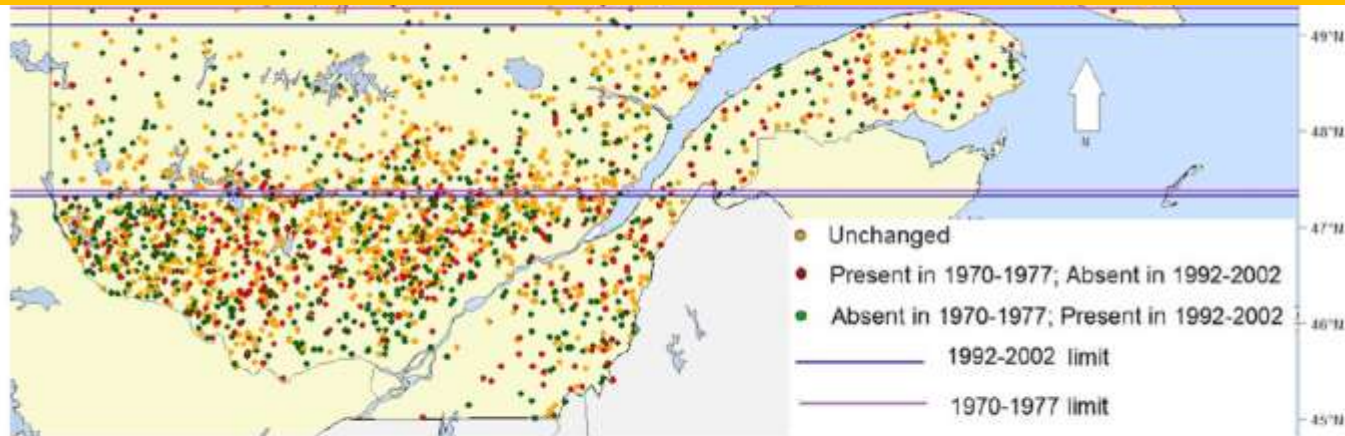 49°N
48°N
N
47°N
Unchanged
Present in 1970-1977; Absent in 1992-2002
46°N
Absent in 1970-1977; Present in 1992-2002
1992-2002 limit
1970-1977 limit
45°N